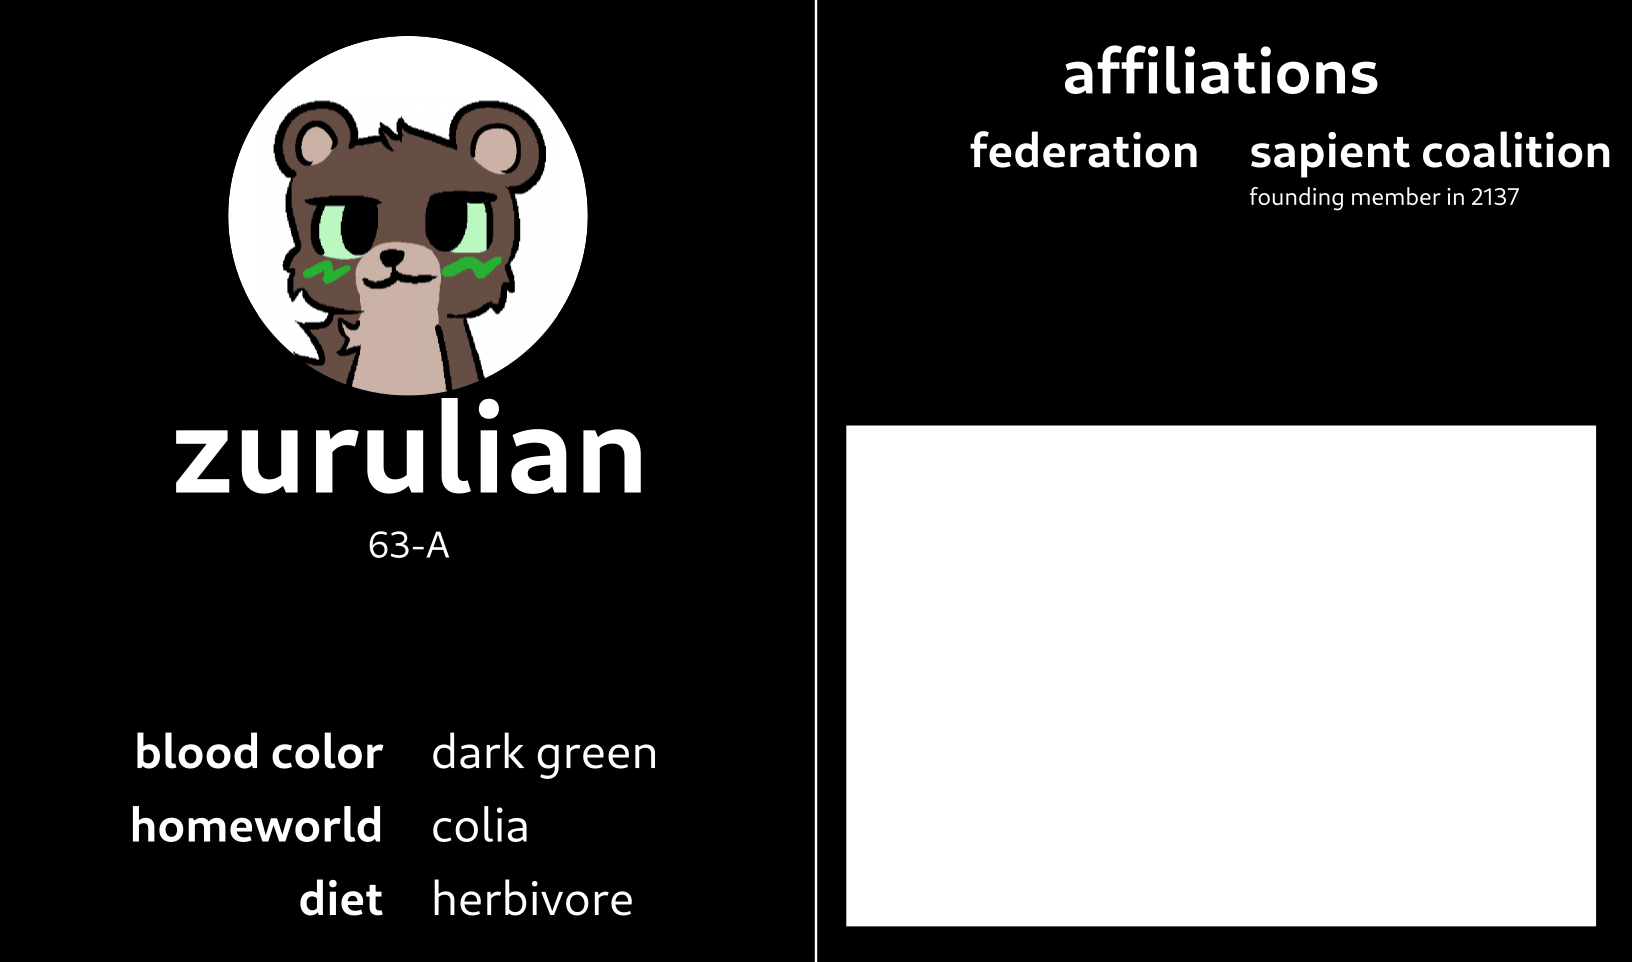 zurulian
63-A
blood color dark green
homeworld colia
diet herbivore
affiliations
federation sapient coalition
founding member in 2137